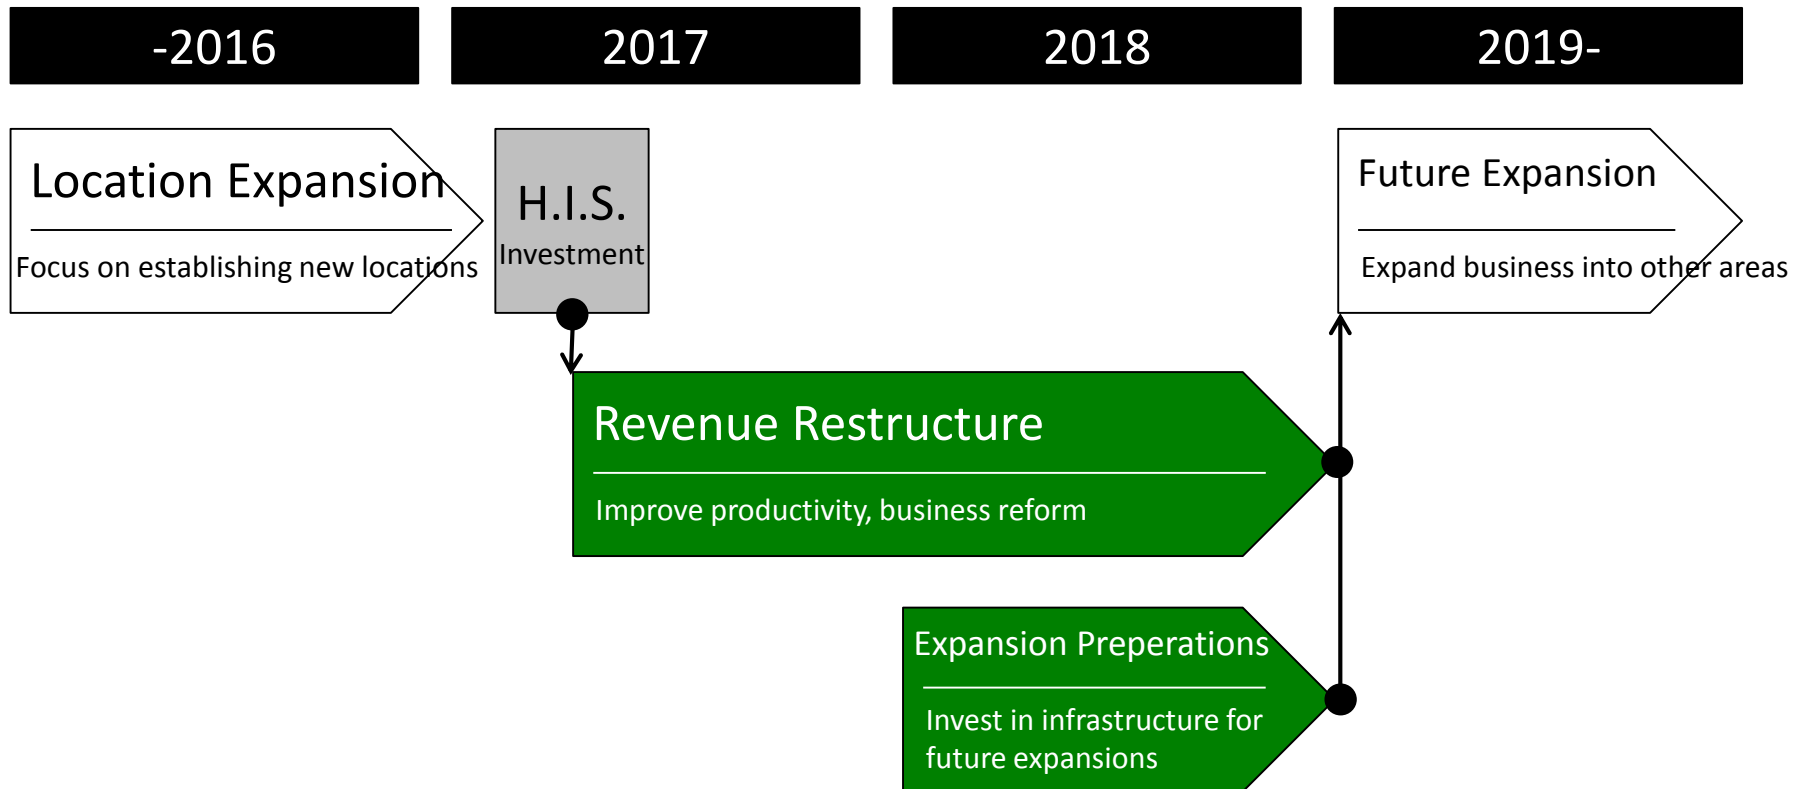 -2016
2017
2018
2019-
Location Expansion
Focus on establishing new locations
H.I.S.
Investment
Future Expansion
Expand business into other areas
Revenue Restructure
Improve productivity, business reform
Expansion Preperations
Invest in infrastructure for
future expansions